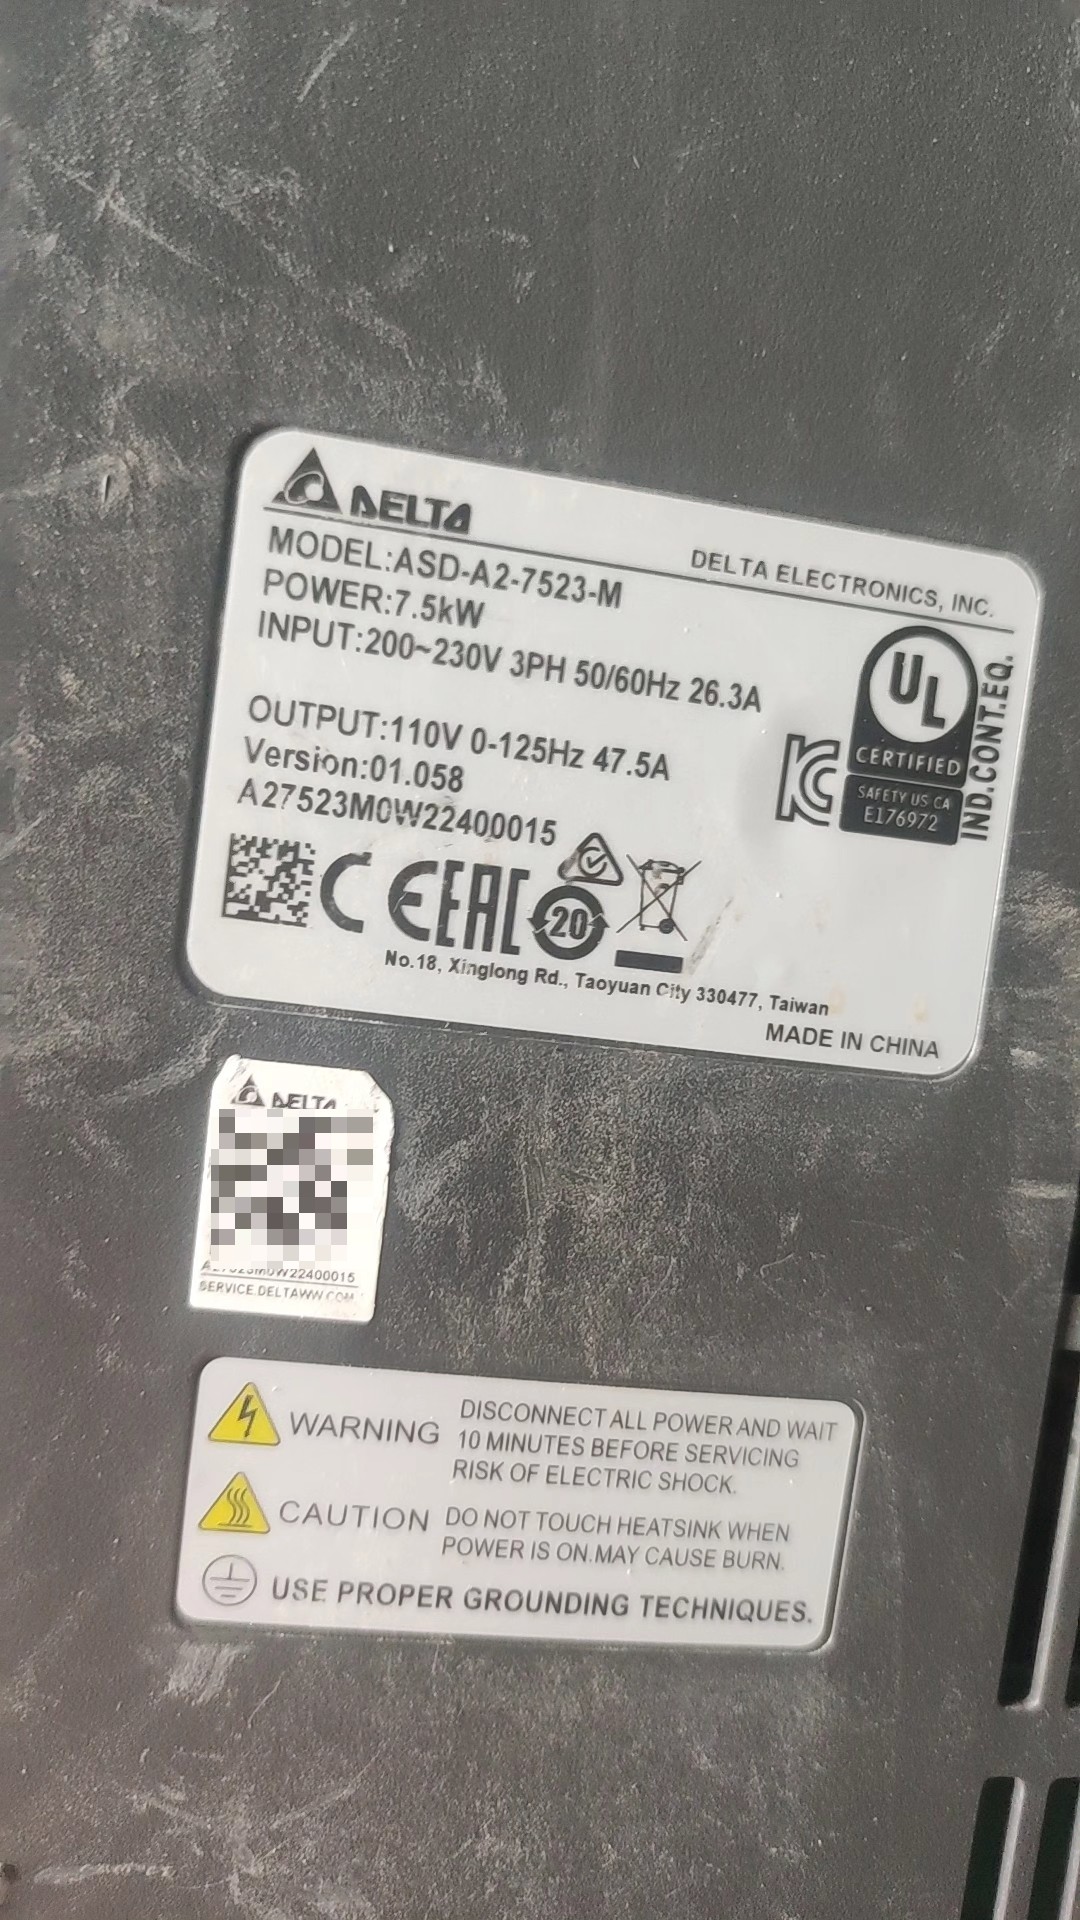 DELTA
DELTA ELECTRONICS, INC.
MODEL:ASD-A2-7523-M
POWER:7.5kW
INPUT:200~230V 3PH 50/60Hz 26.3A
OUTPUT:110V 0-125Hz 47.5A
Version:01.058
A27523M0W22400015
UL
CERTIFIED
SAFETY US CA
E176972
IND.CONT.EQ.
KC
CE EAC 20
No.18, Xinglong Rd., Taoyuan City 330477, Taiwan
MADE IN CHINA
DELTA
A27523M0W22400015
SERVICE.DELTAWW.COM
WARNING
DISCONNECT ALL POWER AND WAIT
10 MINUTES BEFORE SERVICING
RISK OF ELECTRIC SHOCK.
CAUTION
DO NOT TOUCH HEATSINK WHEN
POWER IS ON.MAY CAUSE BURN.
USE PROPER GROUNDING TECHNIQUES.